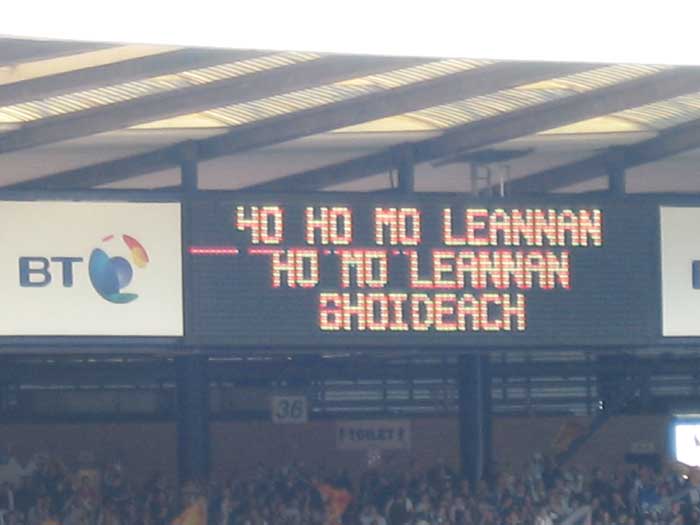 HO HO MO LEANNAN
HO MO LEANNAN
BHOIDEACH
BT
36
TOILET